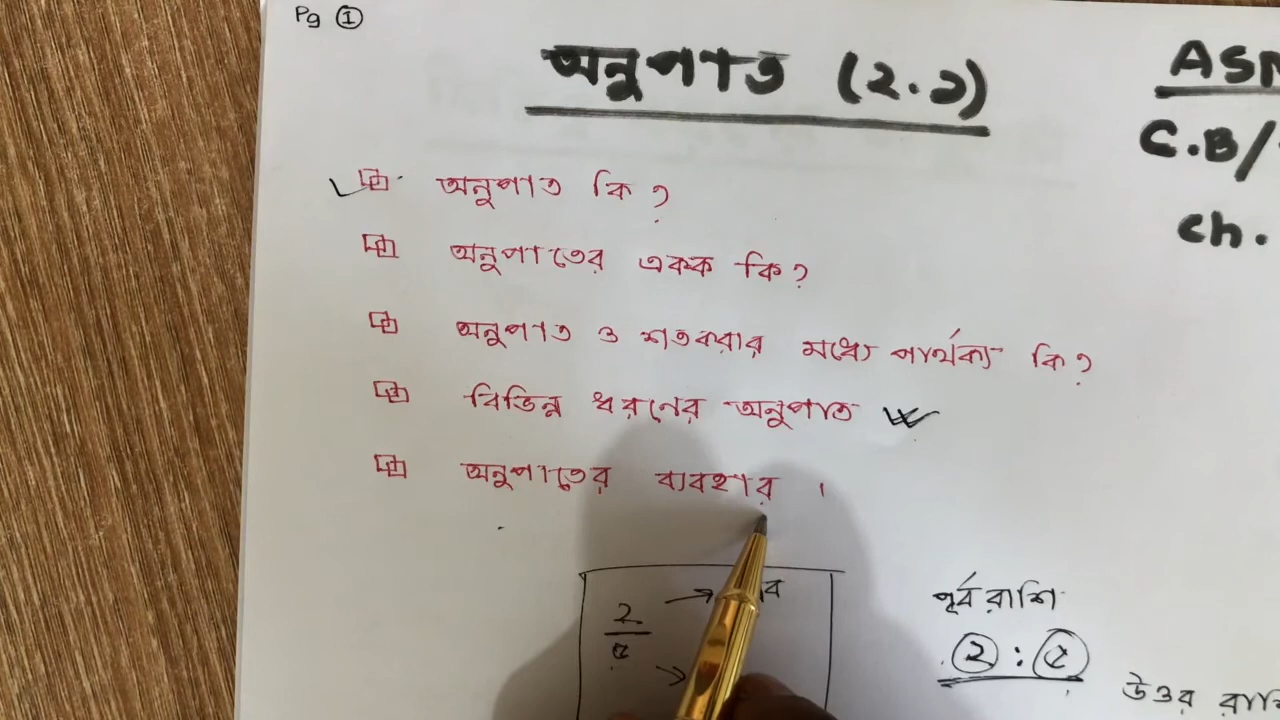 Pg ①
অনুপাত (২.১)
ASM
C.B/
ch.
অনুপাত কি?
অনুপাতের একক কি?
অনুপাত ও শতকরার মধ্যে পার্থক্য কি?
বিভিন্ন ধরনের অনুপাত
অনুপাতের ব্যবহার ।
২/৫
পূর্ব রাশি
২ : ৫
উত্তর